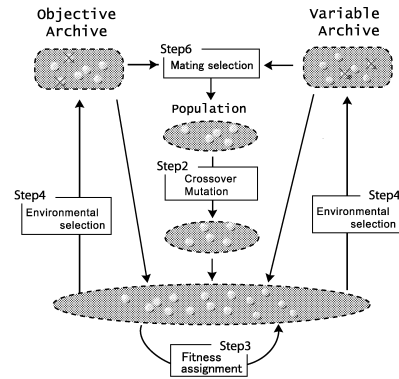 Objective
Archive
Variable
Archive
Step6
Mating selection
Population
Step2
Crossover
Mutation
Step4
Environmental
selection
Step4
Environmental
selection
Step3
Fitness
assignment